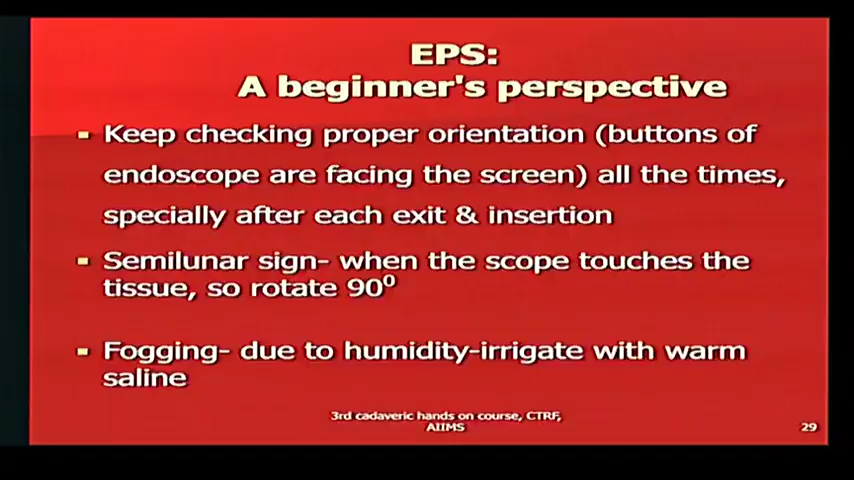 EPS:
A beginner's perspective
Keep checking proper orientation (buttons of
endoscope are facing the screen) all the times,
specially after each exit & insertion
Semilunar sign- when the scope touches the
tissue, so rotate 90⁰
Fogging- due to humidity-irrigate with warm
saline
3rd cadaveric hands on course, CTRF,
AIIMS
29